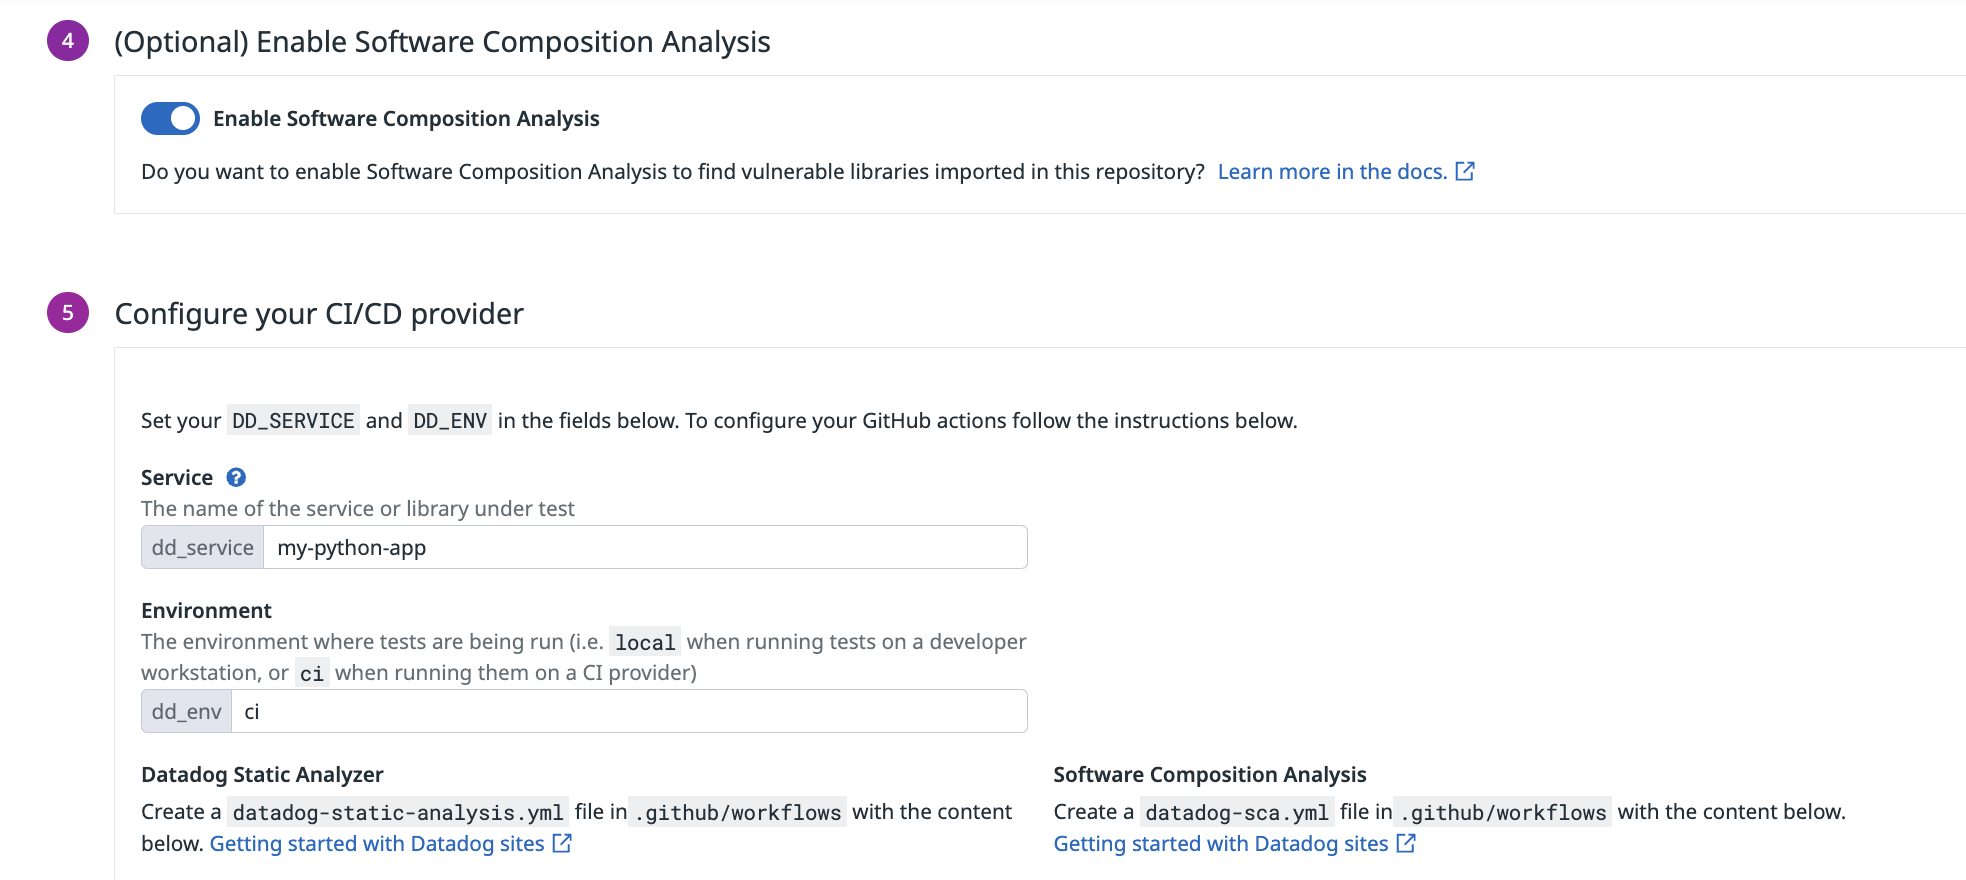 4
(Optional) Enable Software Composition Analysis
Enable Software Composition Analysis
Do you want to enable Software Composition Analysis to find vulnerable libraries imported in this repository? Learn more in the docs.
5
Configure your CI/CD provider
Set your DD_SERVICE and DD_ENV in the fields below. To configure your GitHub actions follow the instructions below.
Service ?
The name of the service or library under test
dd_service my-python-app
Environment
The environment where tests are being run (i.e. local when running tests on a developer
workstation, or ci when running them on a CI provider)
dd_env ci
Datadog Static Analyzer
Create a datadog-static-analysis.yml file in .github/workflows with the content
below. Getting started with Datadog sites
Software Composition Analysis
Create a datadog-sca.yml file in .github/workflows with the content below.
Getting started with Datadog sites